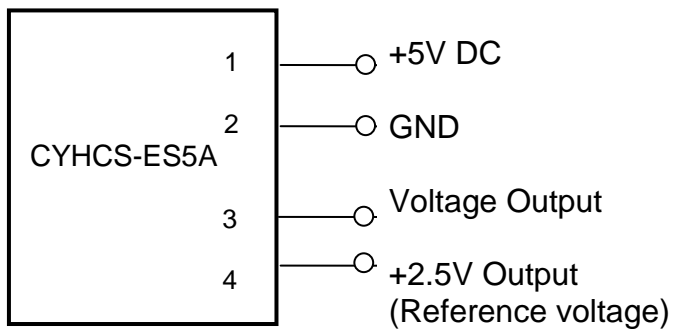 1
+5V DC
2
GND
CYHCS-ES5A
3
Voltage Output
4
+2.5V Output
(Reference voltage)